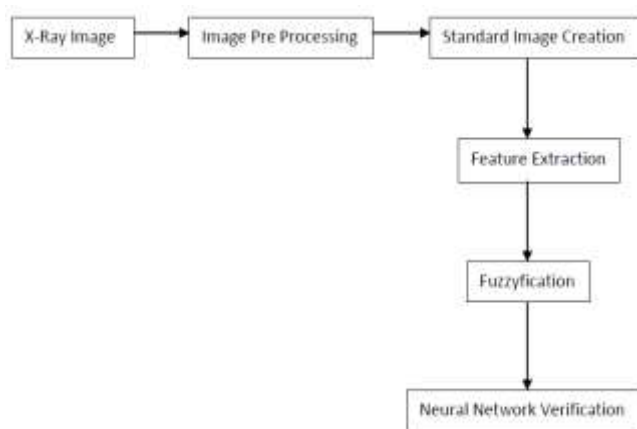 X-Ray Image
Image Pre Processing
Standard Image Creation
Feature Extraction
Fuzzyfication
Neural Network Verification